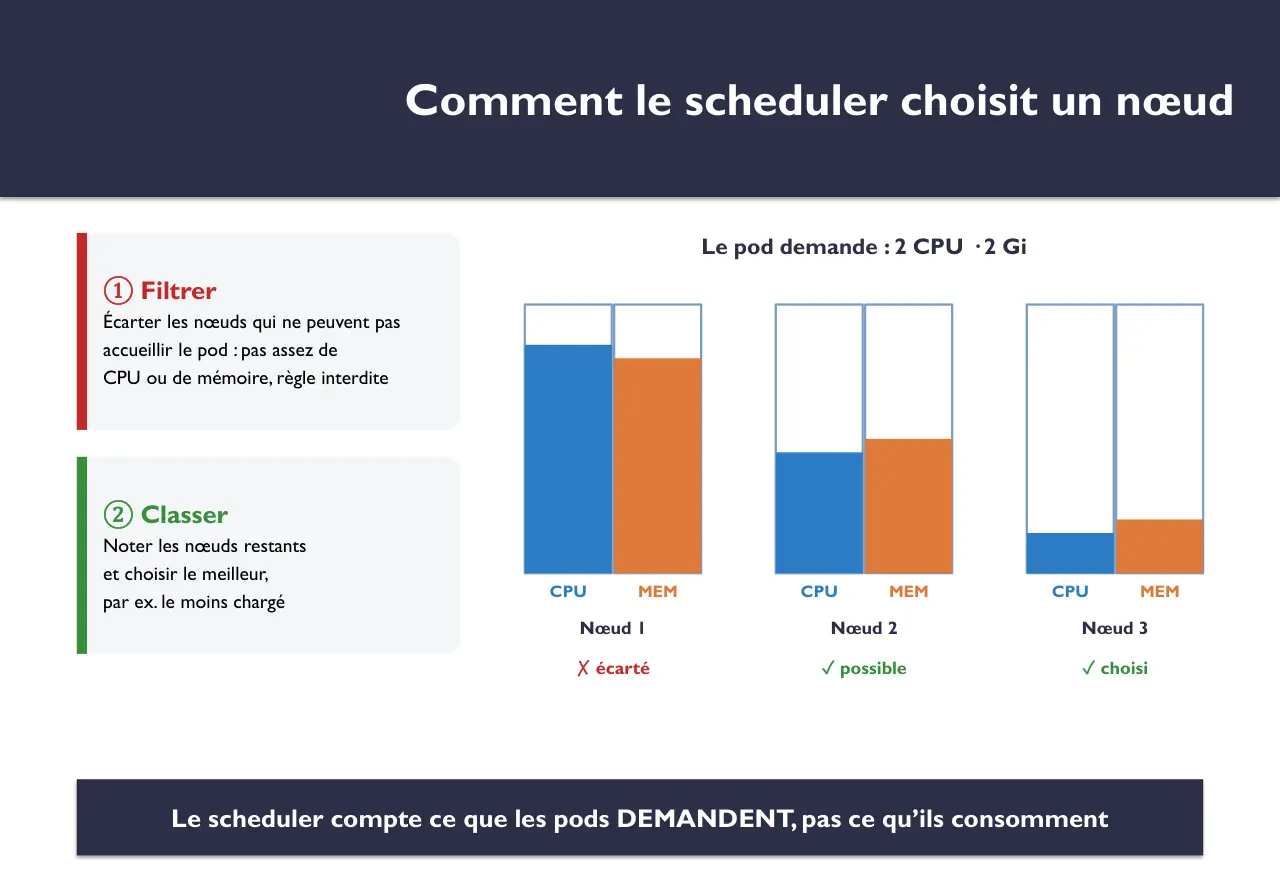 Comment le scheduler choisit un nœud
① Filtrer
Écarter les nœuds qui ne peuvent pas
accueillir le pod : pas assez de
CPU ou de mémoire, règle interdite
② Classer
Noter les nœuds restants
et choisir le meilleur,
par ex. le moins chargé
Le pod demande : 2 CPU · 2 Gi
CPU MEM
Nœud 1
✗ écarté
CPU MEM
Nœud 2
✓ possible
CPU MEM
Nœud 3
✓ choisi
Le scheduler compte ce que les pods DEMANDENT, pas ce qu’ils consomment